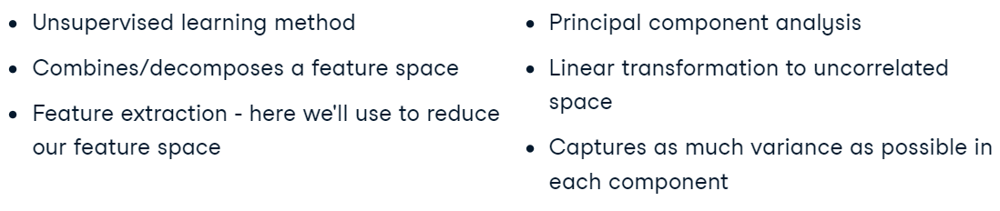 • Unsupervised learning method
• Combines/decomposes a feature space
• Feature extraction - here we'll use to reduce
our feature space
• Principal component analysis
• Linear transformation to uncorrelated
space
• Captures as much variance as possible in
each component